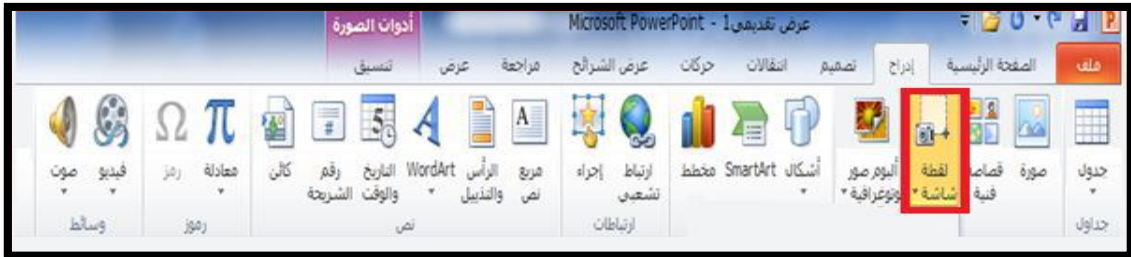 عرض تقديمي1 - Microsoft PowerPoint
أدوات الصورة
ملف الصفحة الرئيسية إدراج تصميم انتقالات حركات عرض الشرائح مراجعة عرض تنسيق
جدول صورة قصاصة فنية لقطة شاشة ألبوم صور فوتوغرافية أشكال SmartArt مخطط ارتباط تشعبي إجراء مربع نص الرأس والتذييل WordArt التاريخ والوقت رقم الشريحة كائن معادلة رمز فيديو صوت
جداول ارتباطات نص رموز وسائط